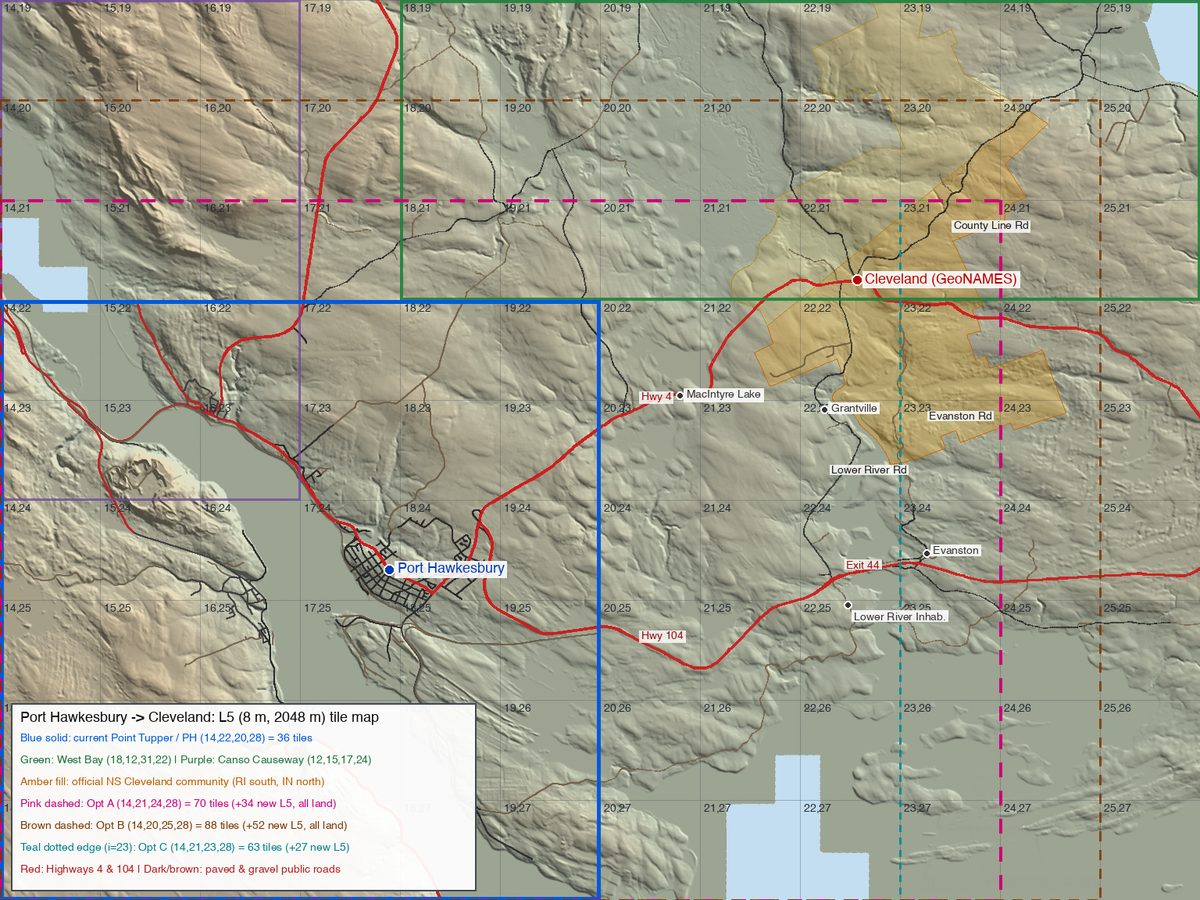 14,19 15,19 16,19 17,19 18,19 19,19 20,19 21,19 22,19 23,19 24,19 25,19
14,20 15,20 16,20 17,20 18,20 19,20 20,20 21,20 22,20 23,20 24,20 25,20
14,21 15,21 16,21 17,21 18,21 19,21 20,21 21,21 22,21 23,21 24,21 25,21
County Line Rd
Cleveland (GeoNAMES)
14,22 15,22 16,22 17,22 18,22 19,22 20,22 21,22 22,22 23,22 24,22 25,22
Hwy 4
MacIntyre Lake
14,23 15,23 16,23 17,23 18,23 19,23 20,23 21,23 22,23 23,23 24,23 25,23
Grantville
Evanston Rd
Lower River Rd
14,24 15,24 16,24 17,24 18,24 19,24 20,24 21,24 22,24 23,24 24,24 25,24
Evanston
Exit 44
Port Hawkesbury
14,25 15,25 16,25 17,25 18,25 19,25 20,25 21,25 22,25 23,25 24,25 25,25
Lower River Inhab.
Hwy 104
19,26 20,26 21,26 22,26 23,26 24,26 25,26
19,27 20,27 21,27 22,27 23,27 24,27 25,27
Port Hawkesbury -> Cleveland: L5 (8 m, 2048 m) tile map
Blue solid: current Point Tupper / PH (14,22,20,28) = 36 tiles
Green: West Bay (18,12,31,22) | Purple: Canso Causeway (12,15,17,24)
Amber fill: official NS Cleveland community (RI south, IN north)
Pink dashed: Opt A (14,21,24,28) = 70 tiles (+34 new L5, all land)
Brown dashed: Opt B (14,20,25,28) = 88 tiles (+52 new L5, all land)
Teal dotted edge (i=23): Opt C (14,21,23,28) = 63 tiles (+27 new L5)
Red: Highways 4 & 104 | Dark/brown: paved & gravel public roads